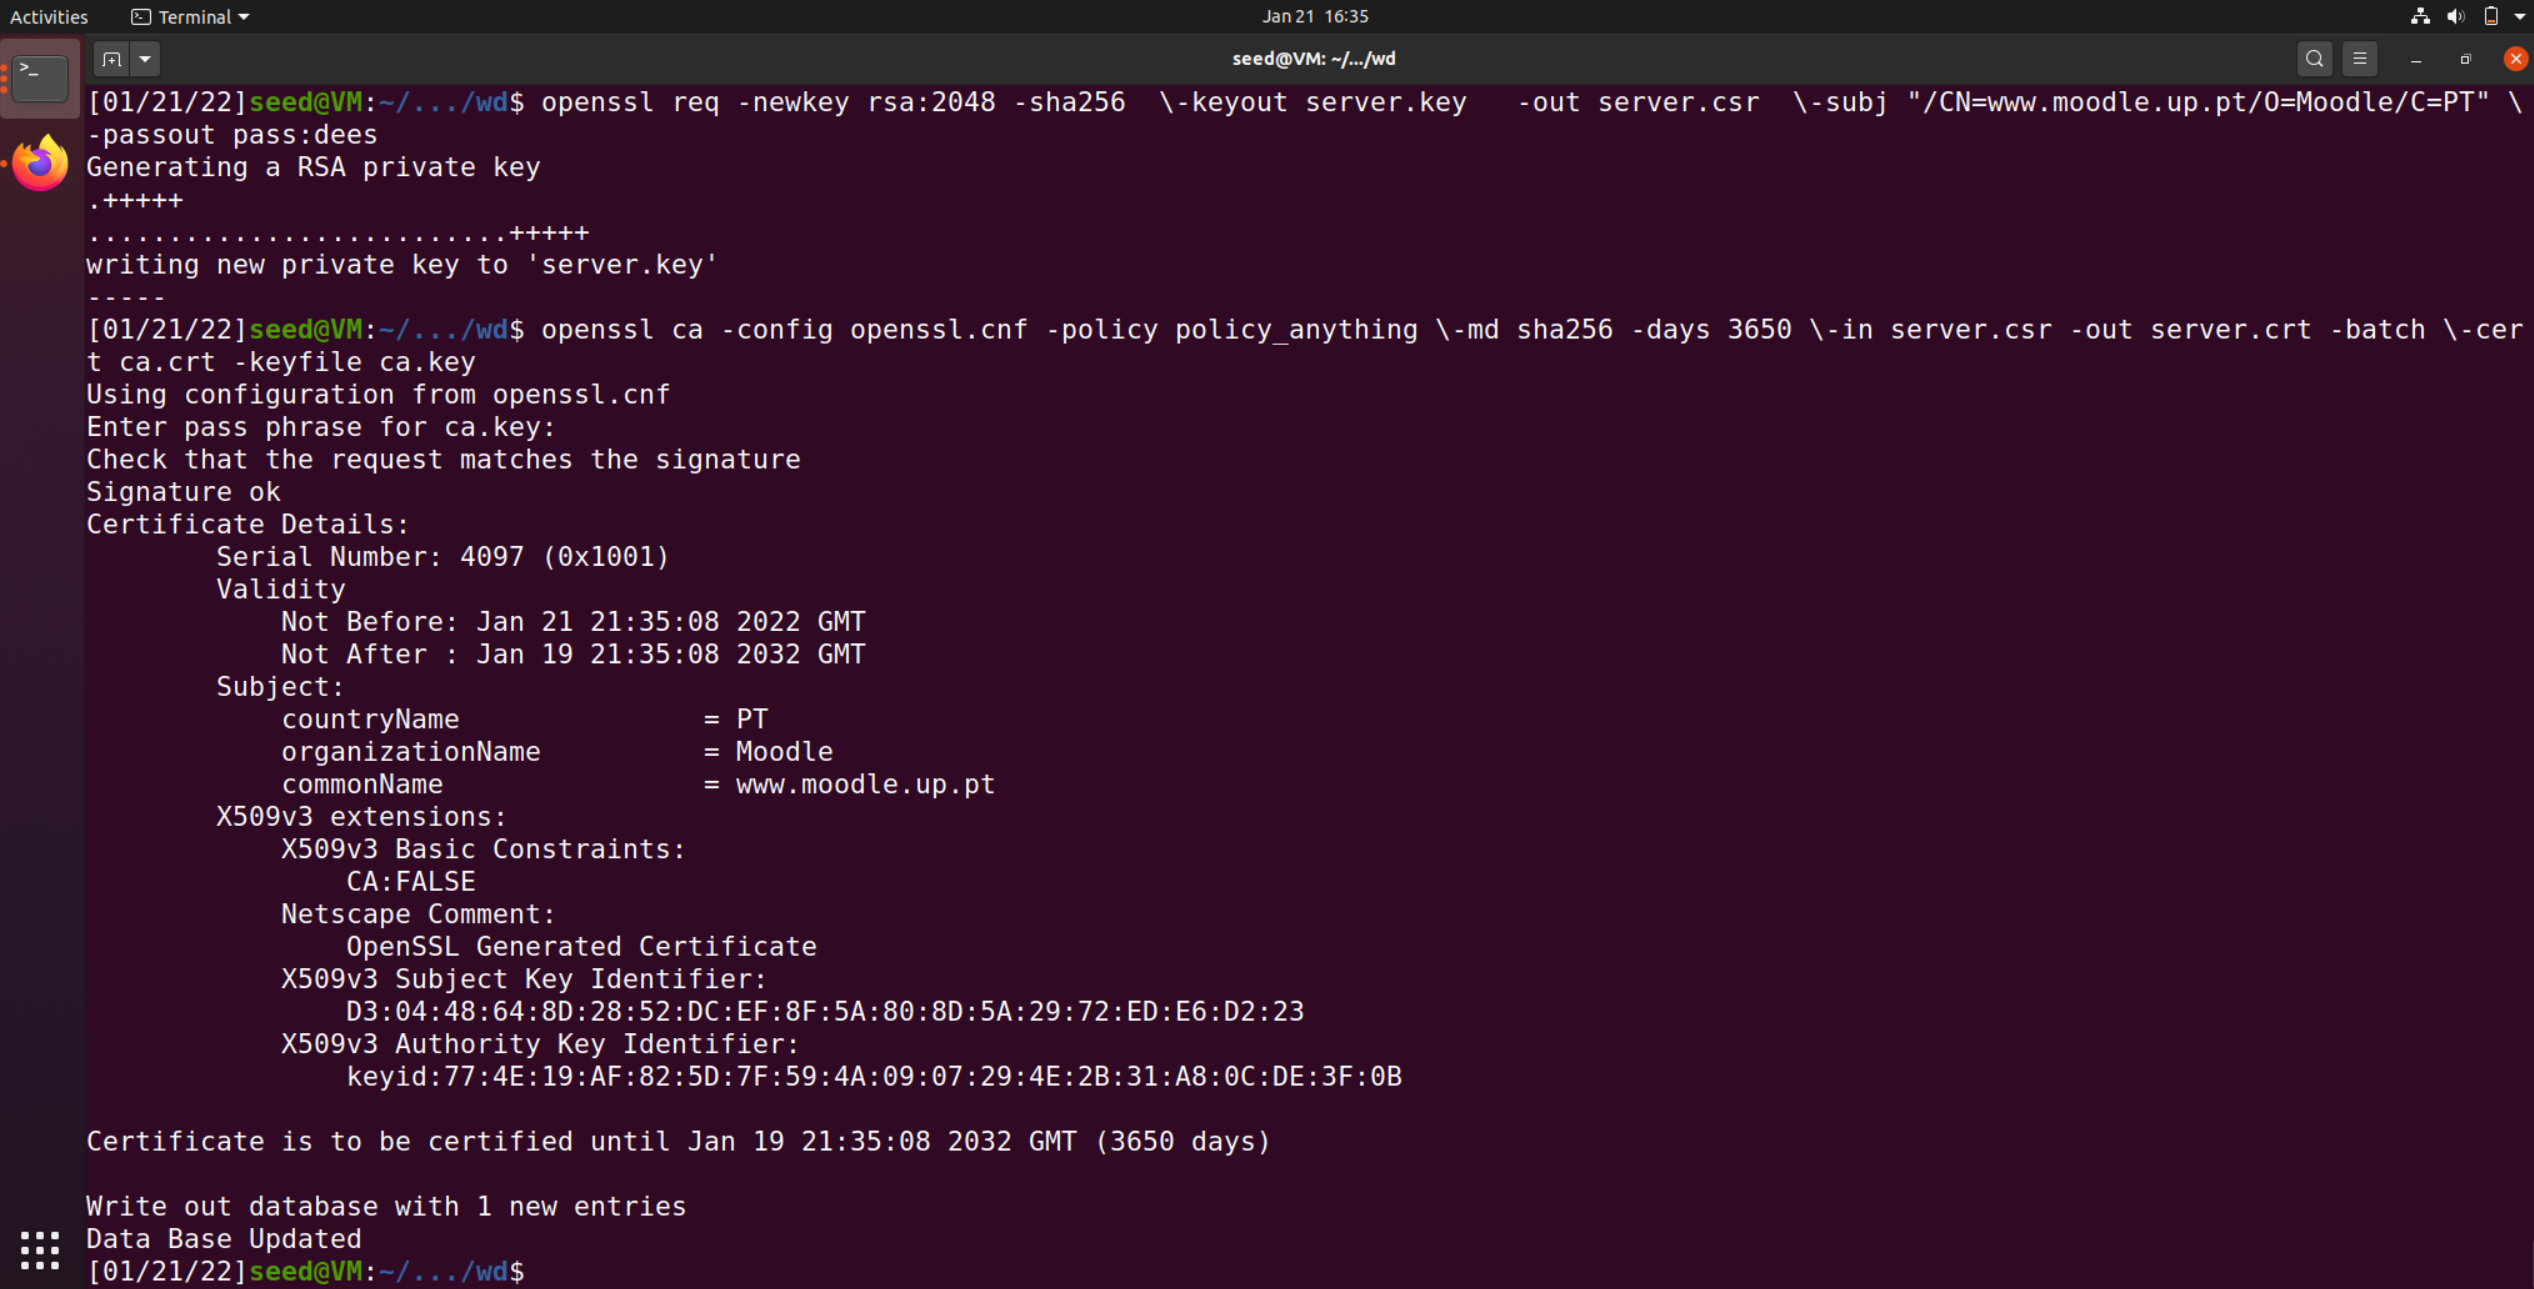 Activities
Terminal
Jan 21 16:35
seed@VM: ~/.../wd
[01/21/22]seed@VM:~/.../wd$ openssl req -newkey rsa:2048 -sha256  \-keyout server.key   -out server.csr  \-subj "/CN=www.moodle.up.pt/O=Moodle/C=PT" \
-passout pass:dees
Generating a RSA private key
.+++++
..........................+++++
writing new private key to 'server.key'
-----
[01/21/22]seed@VM:~/.../wd$ openssl ca -config openssl.cnf -policy policy_anything \-md sha256 -days 3650 \-in server.csr -out server.crt -batch \-cer
t ca.crt -keyfile ca.key
Using configuration from openssl.cnf
Enter pass phrase for ca.key:
Check that the request matches the signature
Signature ok
Certificate Details:
        Serial Number: 4097 (0x1001)
        Validity
            Not Before: Jan 21 21:35:08 2022 GMT
            Not After : Jan 19 21:35:08 2032 GMT
        Subject:
            countryName               = PT
            organizationName          = Moodle
            commonName                = www.moodle.up.pt
        X509v3 extensions:
            X509v3 Basic Constraints:
                CA:FALSE
            Netscape Comment:
                OpenSSL Generated Certificate
            X509v3 Subject Key Identifier:
                D3:04:48:64:8D:28:52:DC:EF:8F:5A:80:8D:5A:29:72:ED:E6:D2:23
            X509v3 Authority Key Identifier:
                keyid:77:4E:19:AF:82:5D:7F:59:4A:09:07:29:4E:2B:31:A8:0C:DE:3F:0B
Certificate is to be certified until Jan 19 21:35:08 2032 GMT (3650 days)
Write out database with 1 new entries
Data Base Updated
[01/21/22]seed@VM:~/.../wd$